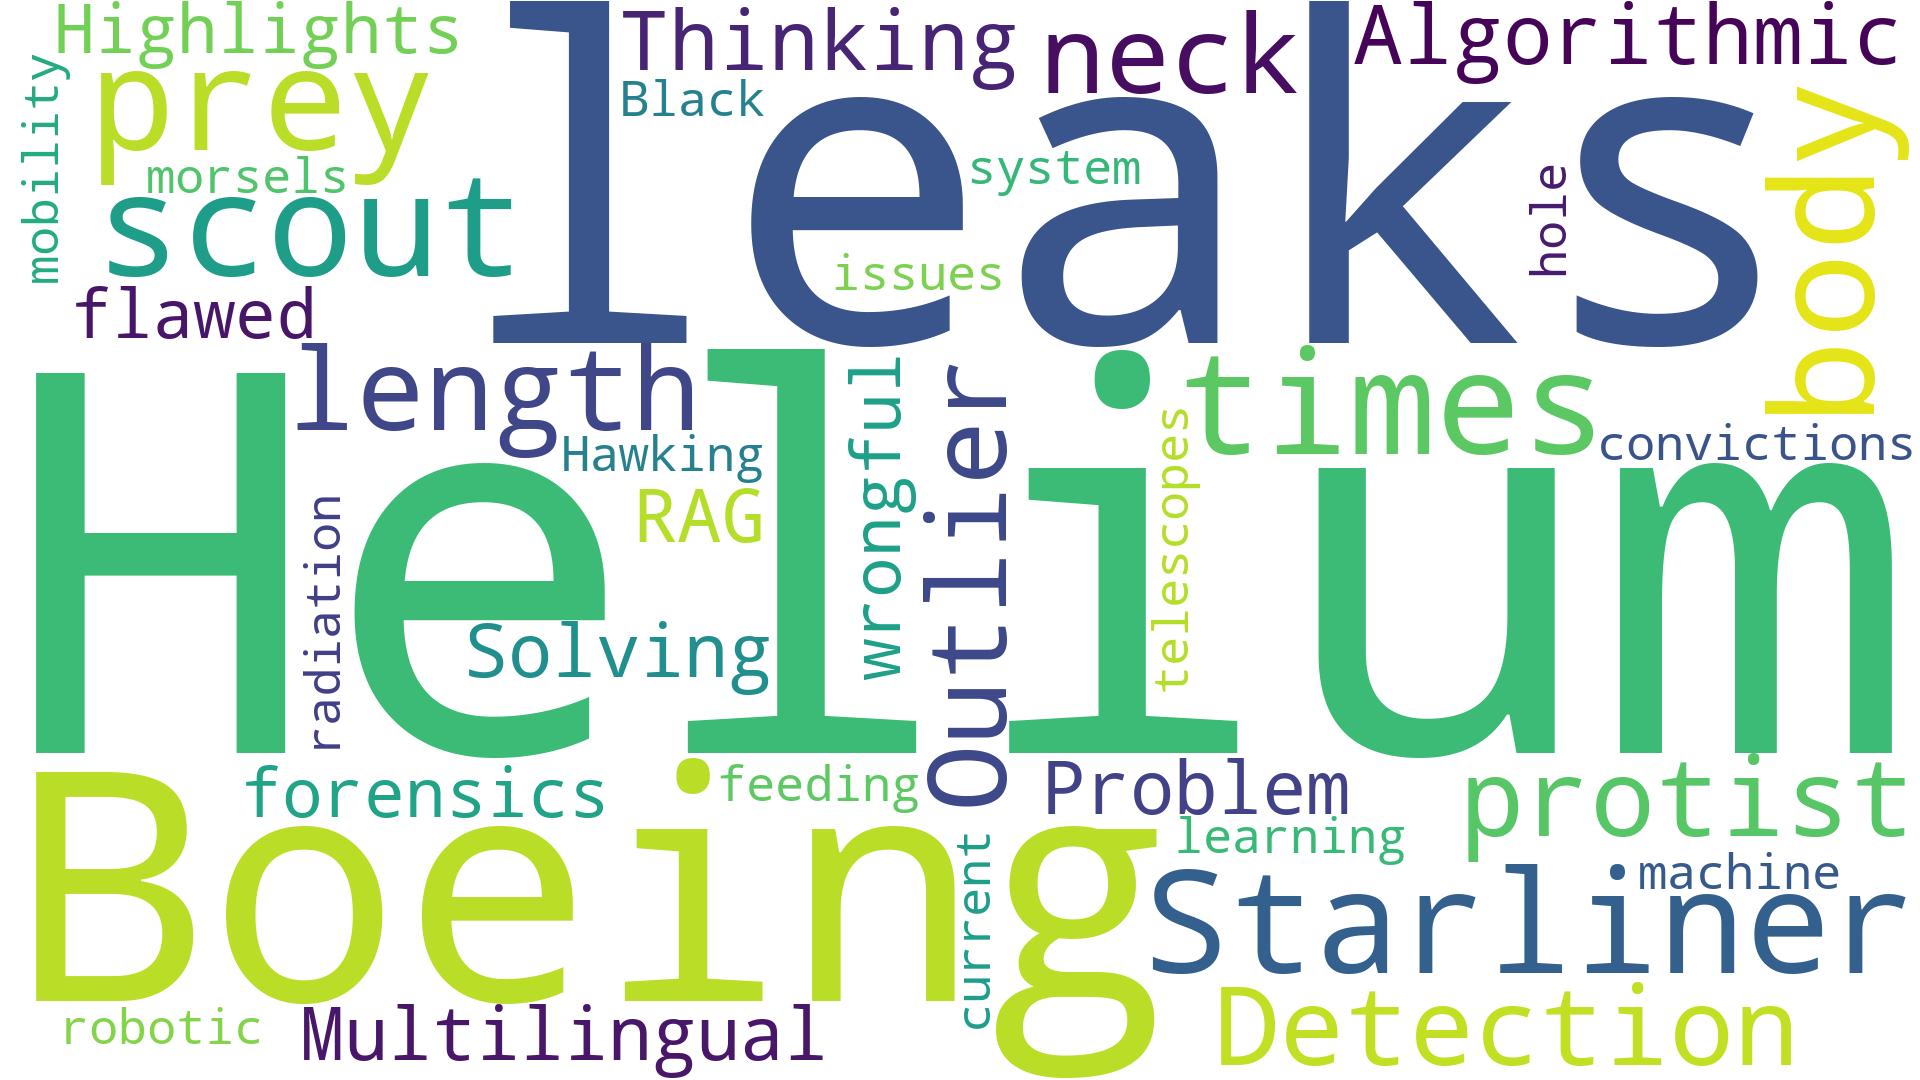 Highlights
Thinking
neck
Algorithmic
leaks
mobility
prey
Black
body
morsels
system
hole
scout
issues
flawed
length
wrongful
Outlier
times
telescopes
convictions
Hawking
Helium
radiation
RAG
Solving
forensics
feeding
Problem
protist
Boeing
current
learning
machine
Starliner
robotic
Multilingual
Detection